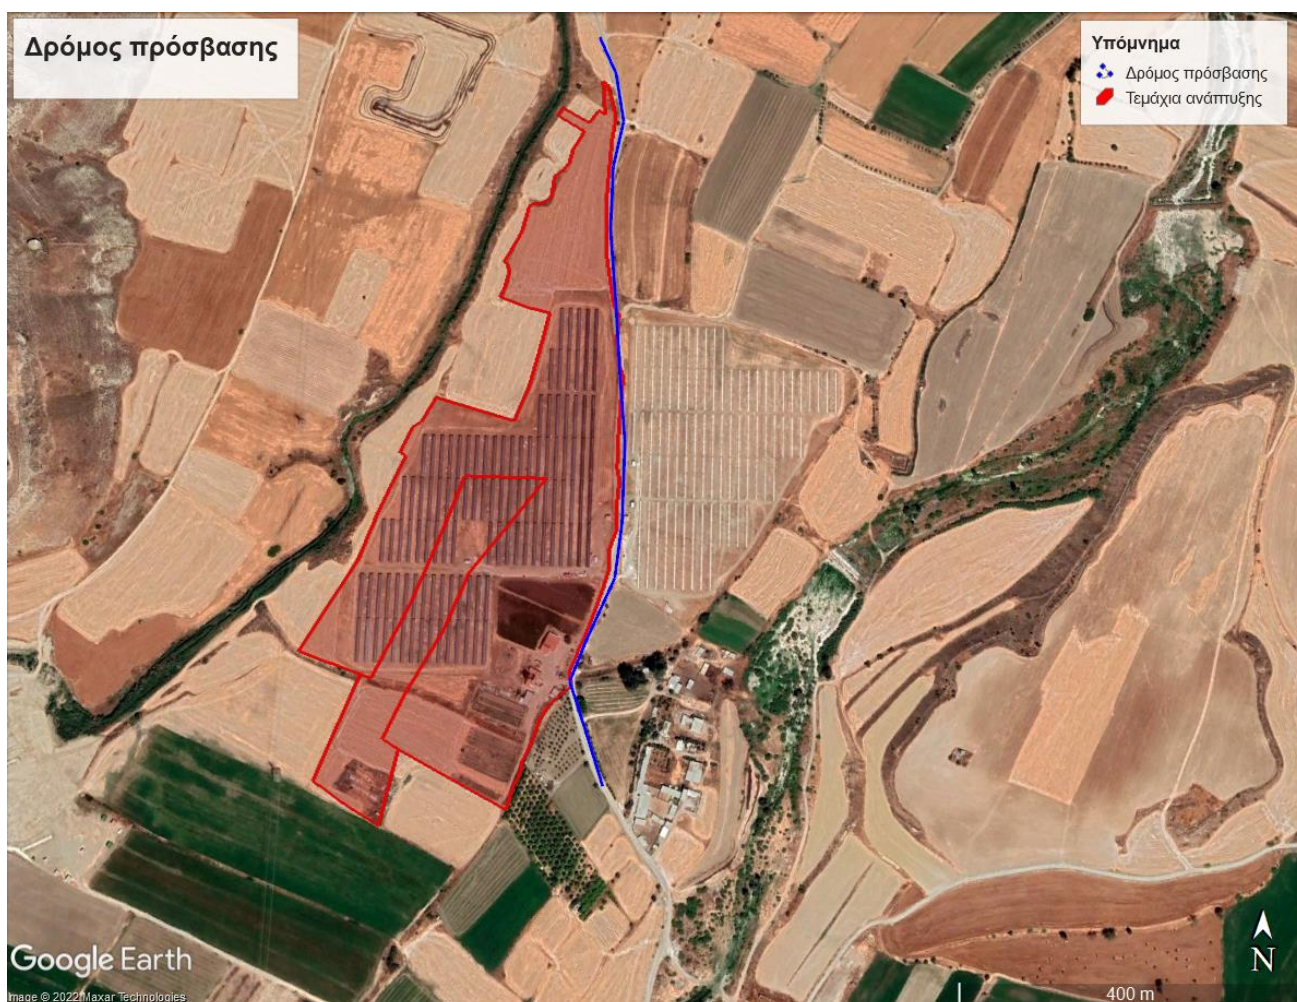 Δρόμος πρόσβασης
Υπόμνημα
Δρόμος πρόσβασης
Τεμάχια ανάπτυξης
Google Earth
Image © 2022 Maxar Technologies
N
400 m